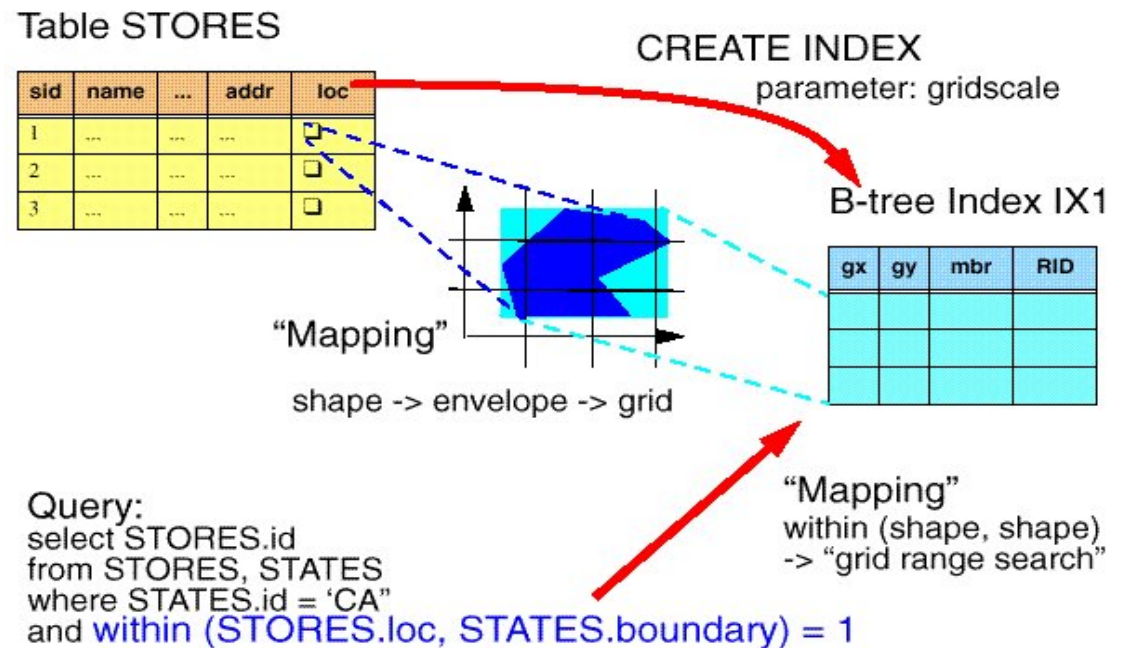 Table STORES
sid name ... addr loc
1 ... ... ...
2 ... ... ...
3 ... ... ...
CREATE INDEX
parameter: gridscale
B-tree Index IX1
gx gy mbr RID
“Mapping”
shape -> envelope -> grid
“Mapping”
within (shape, shape)
-> “grid range search”
Query:
select STORES.id
from STORES, STATES
where STATES.id = ‘CA”
and within (STORES.loc, STATES.boundary) = 1